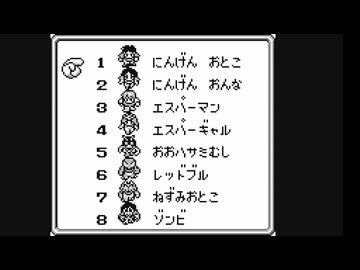 1 にんげん おとこ
2 にんげん おんな
3 エスパーマン
4 エスパーギャル
5 おおハサミむし
6 レッドブル
7 ねずみおとこ
8 ゾンビ